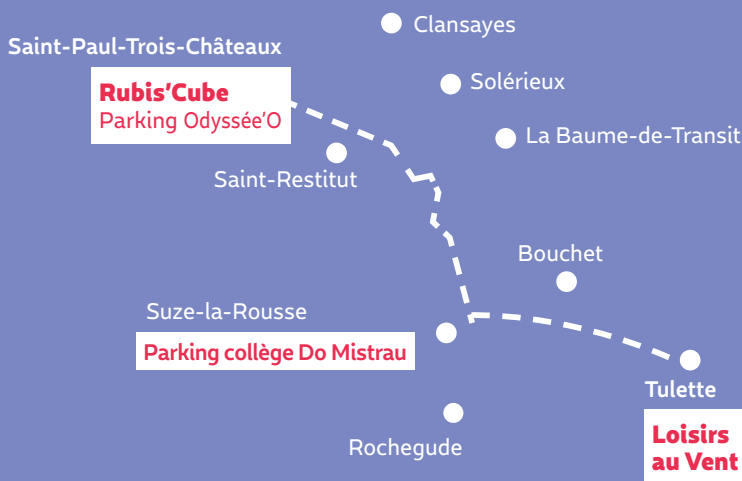 Clansayes
Saint-Paul-Trois-Châteaux
Rubis'Cube
Parking Odyssée'O
Solérieux
La Baume-de-Transit
Saint-Restitut
Bouchet
Suze-la-Rousse
Parking collège Do Mistrau
Tulette
Loisirs
au Vent
Rochegude